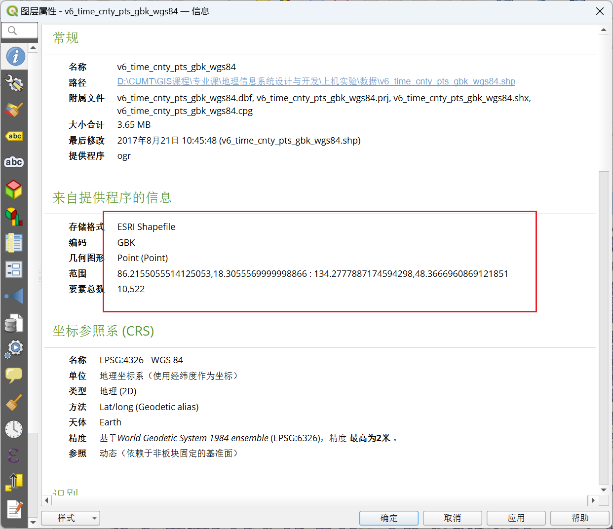 图层属性 - v6_time_cnty_pts_gbk_wgs84 — 信息
常规
名称 v6_time_cnty_pts_gbk_wgs84
路径 D:\CUMT\GIS课程\专业课\地理信息系统设计与开发\上机实验\数据\v6_time_cnty_pts_gbk_wgs84.shp
附属文件 v6_time_cnty_pts_gbk_wgs84.dbf, v6_time_cnty_pts_gbk_wgs84.prj, v6_time_cnty_pts_gbk_wgs84.shx,
v6_time_cnty_pts_gbk_wgs84.cpg
大小合计 3.65 MB
最后修改 2017年8月21日 10:45:48 (v6_time_cnty_pts_gbk_wgs84.shp)
提供程序 ogr
来自提供程序的信息
存储格式 ESRI Shapefile
编码 GBK
几何图形 Point (Point)
范围 86.2155055514125053,18.3055569999998866 : 134.2777887174594298,48.3666960869121851
要素总数 10,522
坐标参照系 (CRS)
名称 EPSG:4326 WGS 84
单位 地理坐标系（使用经纬度作为坐标）
类型 地理 (2D)
方法 Lat/long (Geodetic alias)
天体 Earth
精度 基于World Geodetic System 1984 ensemble (EPSG:6326)，精度 最高为2米 。
参照 动态（依赖于非板块固定的基准面）
识别
abc
abc
样式
确定
取消
应用
帮助